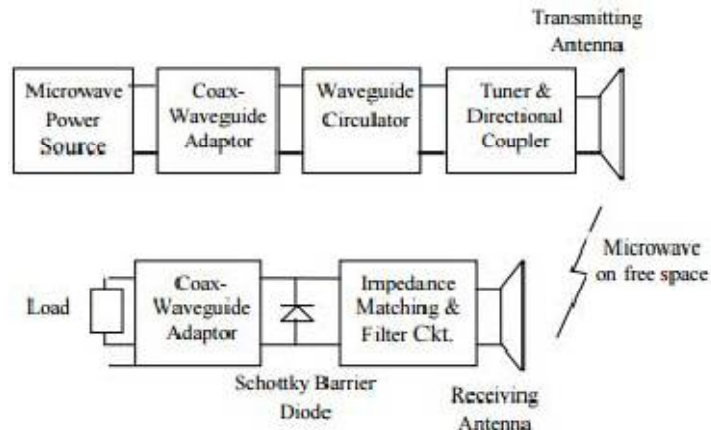 Transmitting
Antenna
Microwave
Power
Source
Coax-
Waveguide
Adaptor
Waveguide
Circulator
Tuner &
Directional
Coupler
Microwave
on free space
Load
Coax-
Waveguide
Adaptor
Impedance
Matching &
Filter Ckt.
Schottky Barrier
Diode
Receiving
Antenna